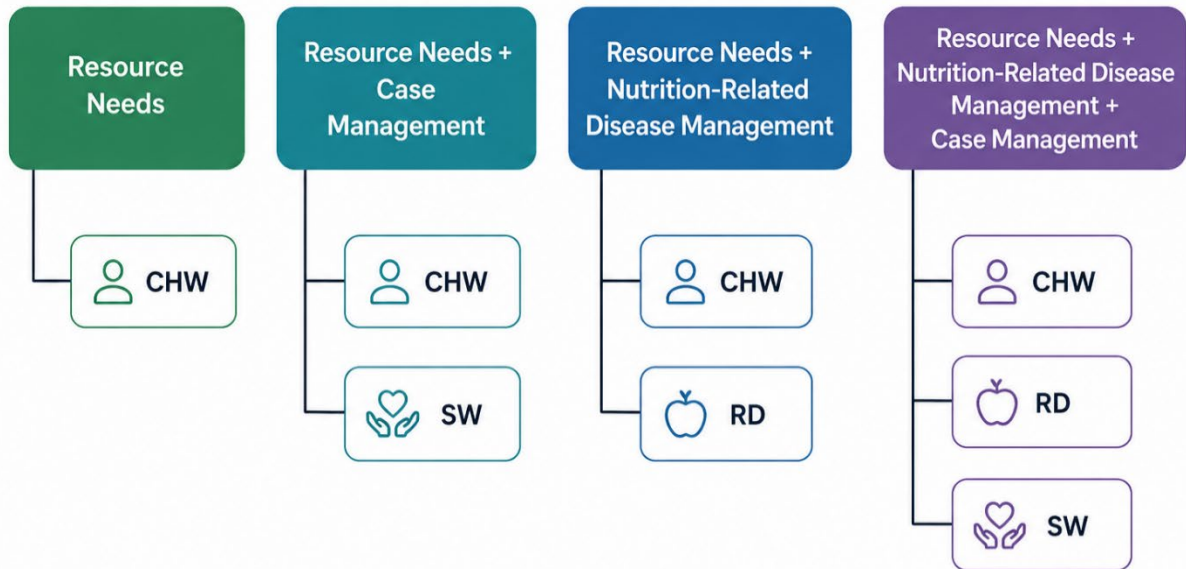 Resource
Needs
CHW
Resource Needs +
Case
Management
CHW
SW
Resource Needs +
Nutrition-Related
Disease Management
CHW
RD
Resource Needs +
Nutrition-Related Disease
Management +
Case Management
CHW
RD
SW